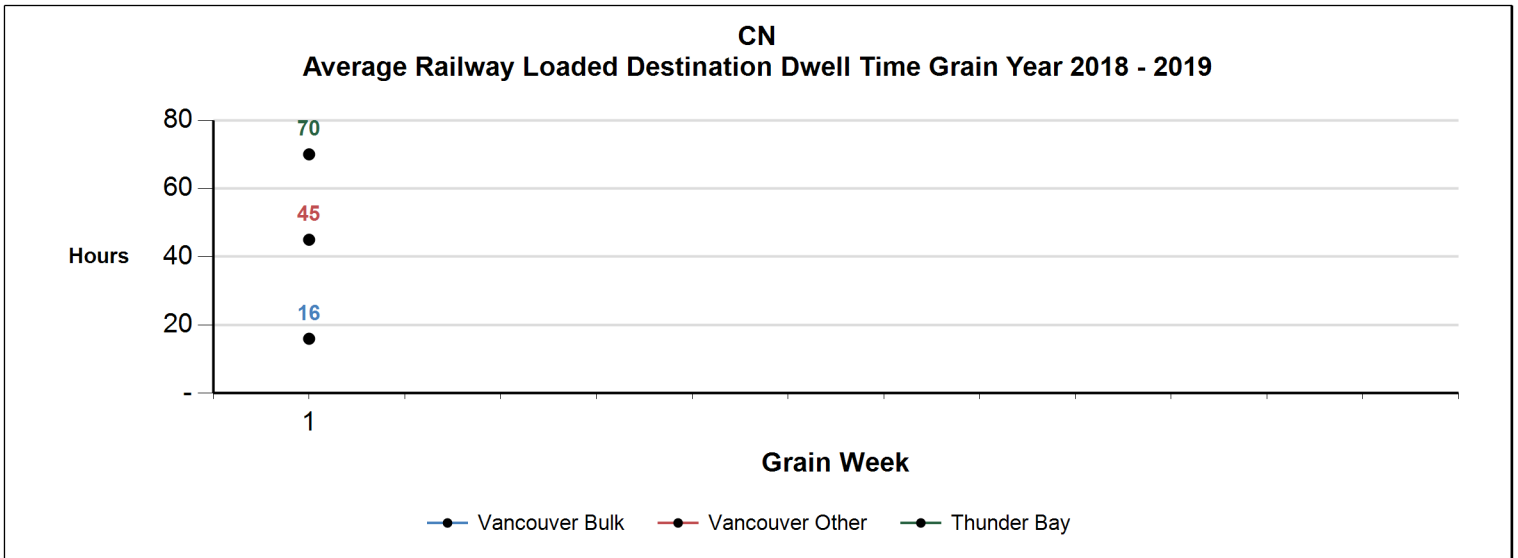 CN
Average Railway Loaded Destination Dwell Time Grain Year 2018 - 2019
80
70
60
45
Hours
40
16
20
-
1
Grain Week
Vancouver Bulk Vancouver Other Thunder Bay